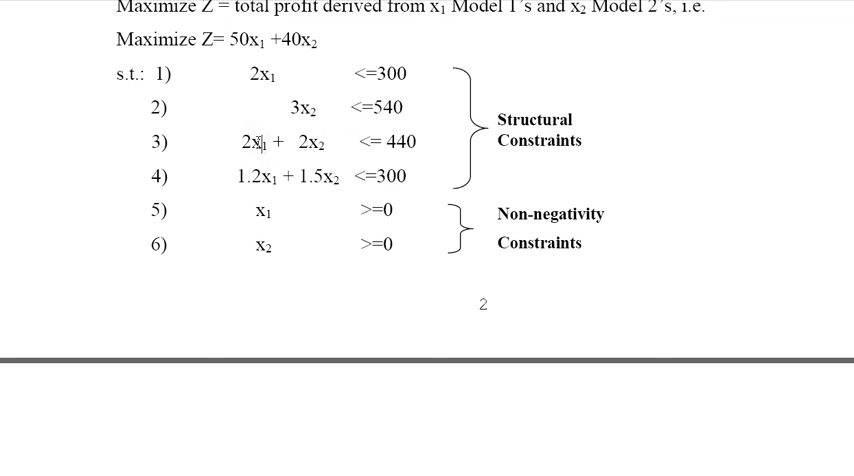 Maximize Z = total profit derived from x₁ Model 1's and x₂ Model 2's, i.e.
Maximize Z= 50x₁ +40x₂
s.t.: 1) 2x₁ <=300
2) 3x₂ <=540
3) 2x₁ + 2x₂ <= 440
4) 1.2x₁ + 1.5x₂ <=300
Structural
Constraints
5) x₁ >=0
6) x₂ >=0
Non-negativity
Constraints
2